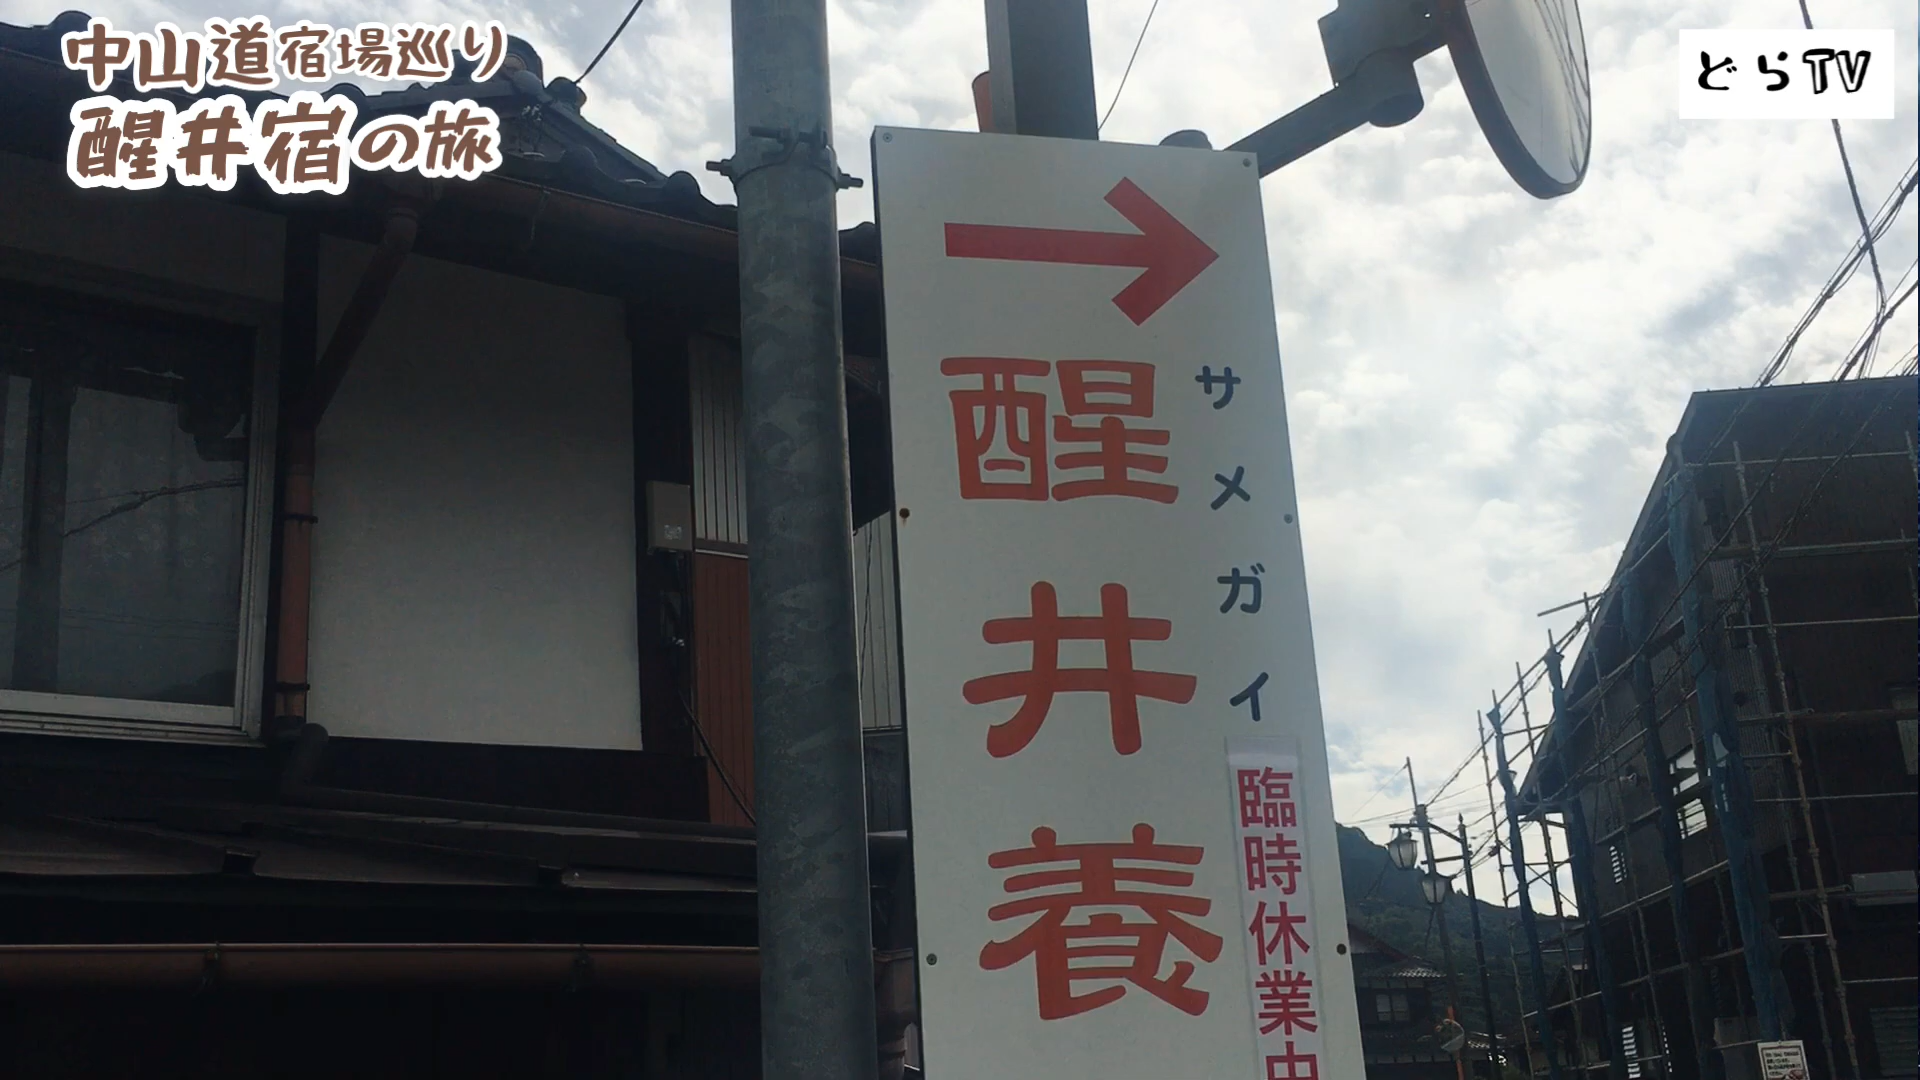 中山道宿場巡り
醒井宿の旅
どらTV
醒井養
サメガイ
臨時休業中